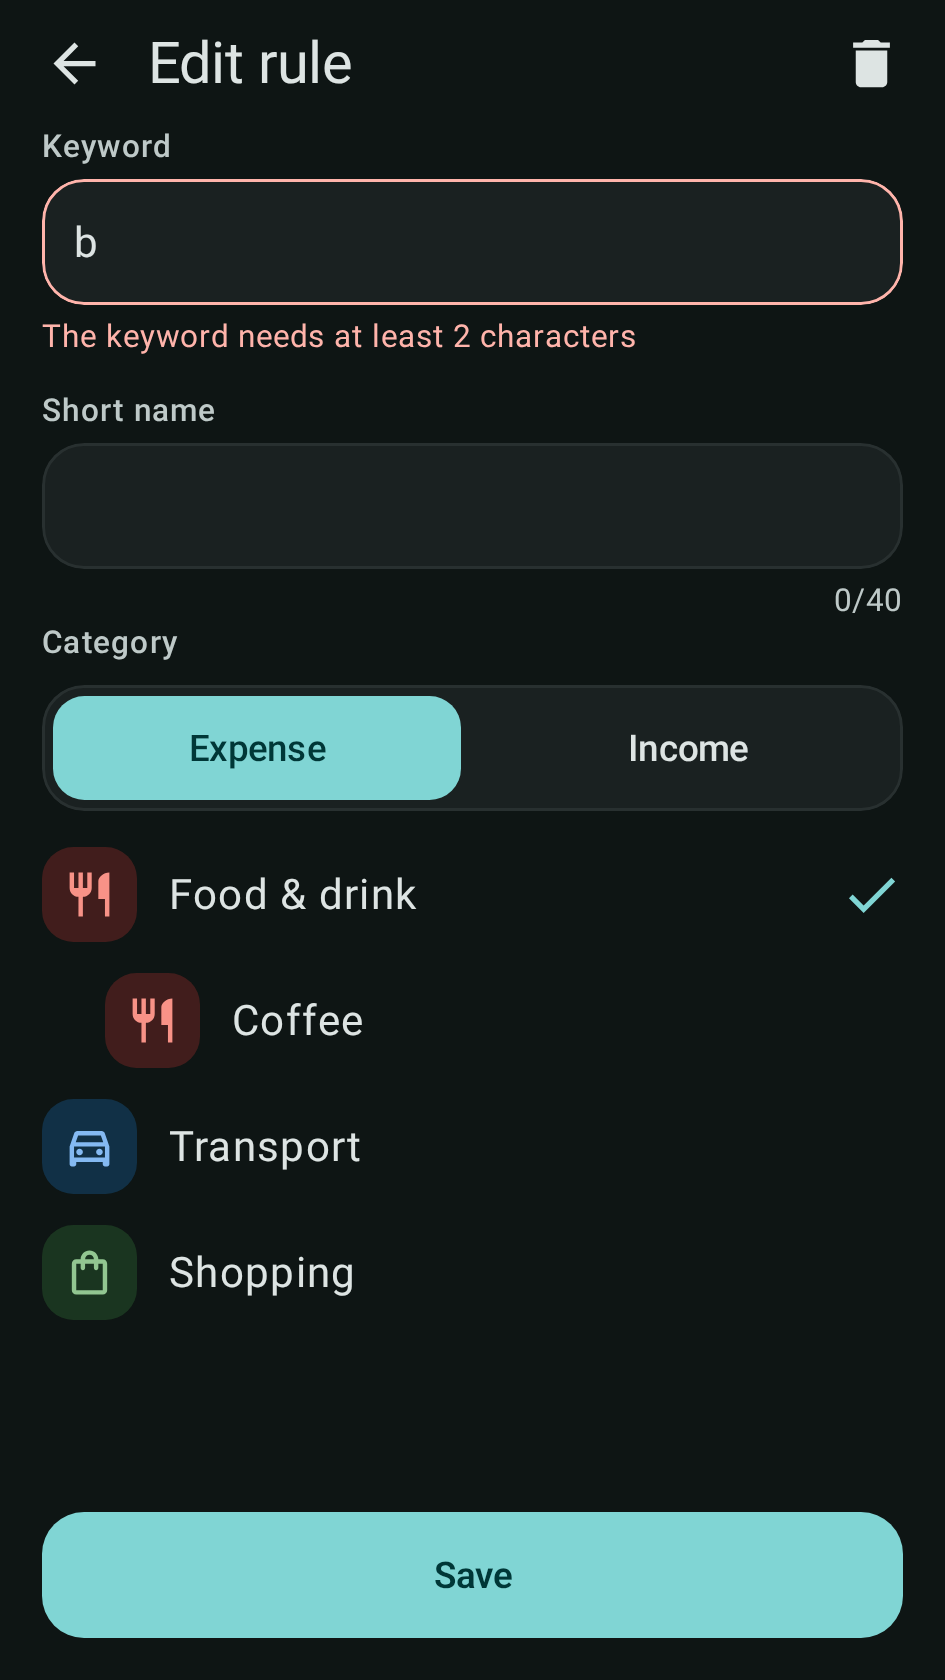 Edit rule
Keyword
b
The keyword needs at least 2 characters
Short name
0/40
Category
Expense
Income
Food & drink
Coffee
Transport
Shopping
Save